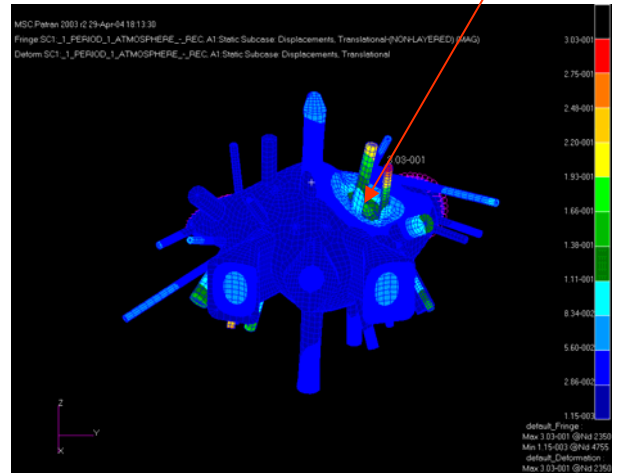 MSC.Patran 2003 r2 29-Apr-04 18:13:30
Fringe:SC1:_1_PERIOD_1_ATMOSPHERE_-_REC, A1:Static Subcase: Displacements, Translational-(NON-LAYERED) (MAG)
Deform:SC1:_1_PERIOD_1_ATMOSPHERE_-_REC, A1:Static Subcase: Displacements, Translational
3.03-001
2.75-001
2.48-001
2.20-001
1.93-001
1.66-001
1.38-001
1.11-001
8.34-002
5.60-002
2.86-002
1.15-003
03-001
Z
Y
X
default_Fringe :
Max 3.03-001 @Nd 2350
Min 1.15-003 @Nd 4755
default_Deformation :
Max 3.03-001 @Nd 2350